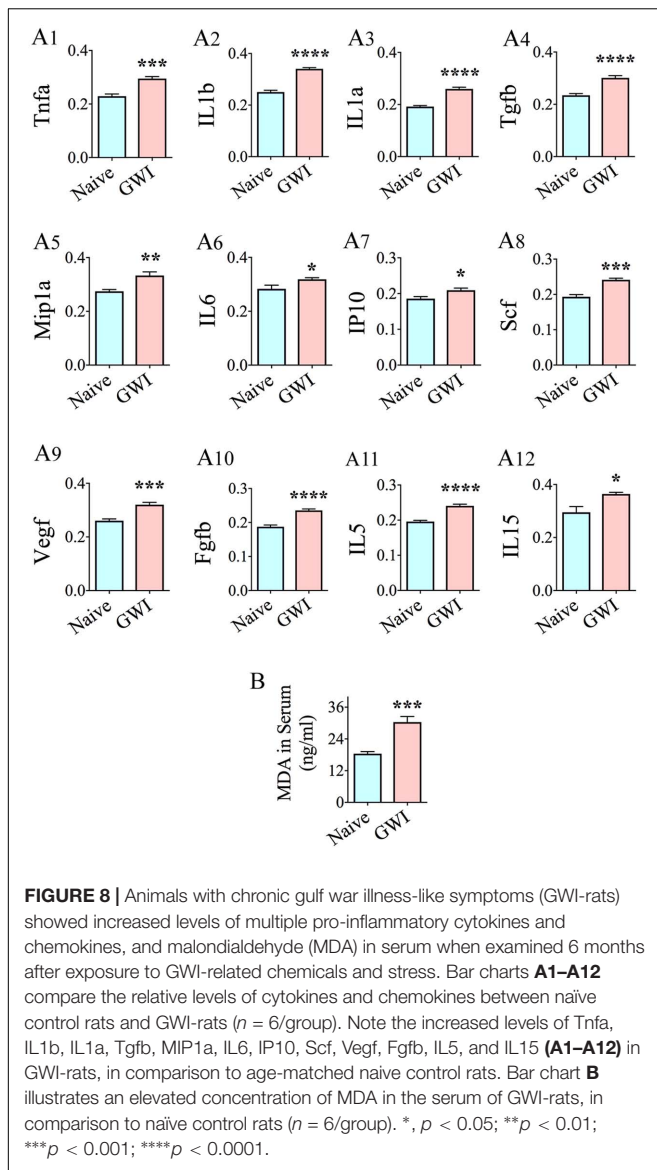 A1 A2 A3 A4
*** **** **** ****
Tnfa IL1b IL1a Tgfb
0.4 0.4 0.4 0.4
0.2 0.2 0.2 0.2
0.0 0.0 0.0 0.0
Naive GWI Naive GWI Naive GWI Naive GWI
A5 A6 A7 A8
** * * ***
Mip1a IL6 IP10 Scf
0.4 0.4 0.3 0.3
0.2 0.2 0.2 0.2
0.1 0.1
0.0 0.0 0.0 0.0
Naive GWI Naive GWI Naive GWI Naive GWI
A9 A10 A11 A12
*** **** **** *
Vegf Fgfb IL5 IL15
0.4 0.3 0.3 0.4
0.2 0.2 0.2 0.2
0.1 0.1
0.0 0.0 0.0 0.0
Naive GWI Naive GWI Naive GWI Naive GWI
B
***
MDA in Serum
(ng/ml)
36
24
12
0
Naive GWI
FIGURE 8 | Animals with chronic gulf war illness-like symptoms (GWI-rats)
showed increased levels of multiple pro-inflammatory cytokines and
chemokines, and malondialdehyde (MDA) in serum when examined 6 months
after exposure to GWI-related chemicals and stress. Bar charts A1–A12
compare the relative levels of cytokines and chemokines between naïve
control rats and GWI-rats (n = 6/group). Note the increased levels of Tnfa,
IL1b, IL1a, Tgfb, MIP1a, IL6, IP10, Scf, Vegf, Fgfb, IL5, and IL15 (A1–A12) in
GWI-rats, in comparison to age-matched naive control rats. Bar chart B
illustrates an elevated concentration of MDA in the serum of GWI-rats, in
comparison to naïve control rats (n = 6/group). *, p < 0.05; **p < 0.01;
***p < 0.001; ****p < 0.0001.